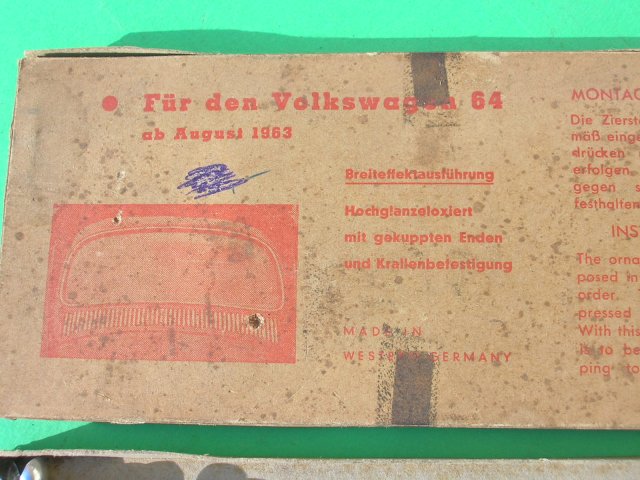 Für den Volkswagen 64
ab August 1963
Breiteffektausführung
Hochglanzeloxiert
mit gekuppten Enden
und Krallenbefestigung
MADE IN
WESTERN GERMANY
MONTAG
Die Zierst
mäß einge
drücken
erfolgen
gegen s
festhalten
INS
The orna
posed in
order.
pressed
With this
is to be
ping to